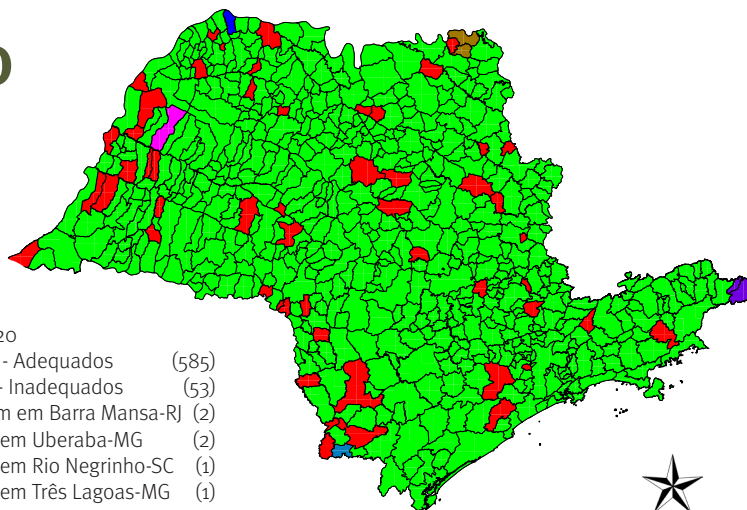 20
- Adequados (585)
- Inadequados (53)
em Barra Mansa-RJ (2)
em Uberaba-MG (2)
em Rio Negrinho-SC (1)
em Três Lagoas-MG (1)